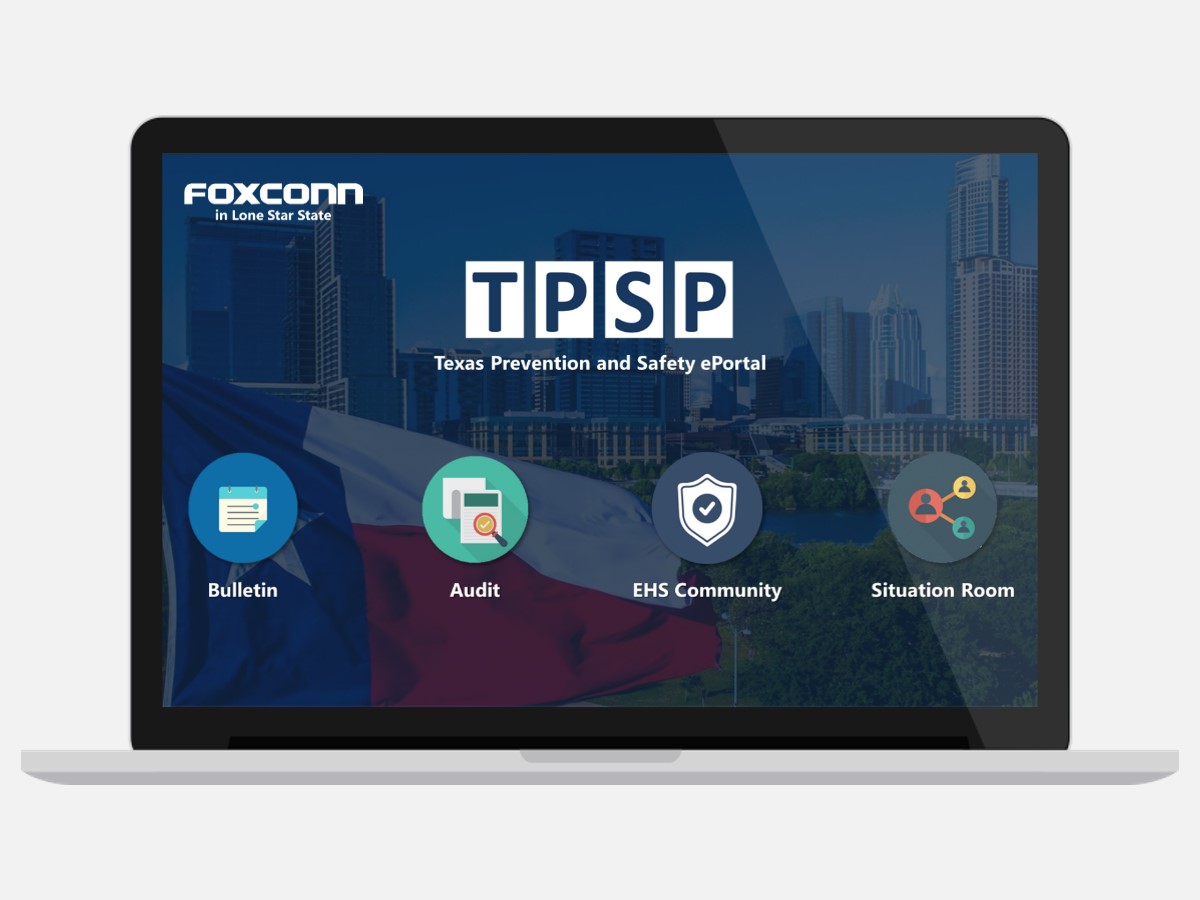 FOXCONN
in Lone Star State
TPSP
Texas Prevention and Safety ePortal
Bulletin
Audit
EHS Community
Situation Room